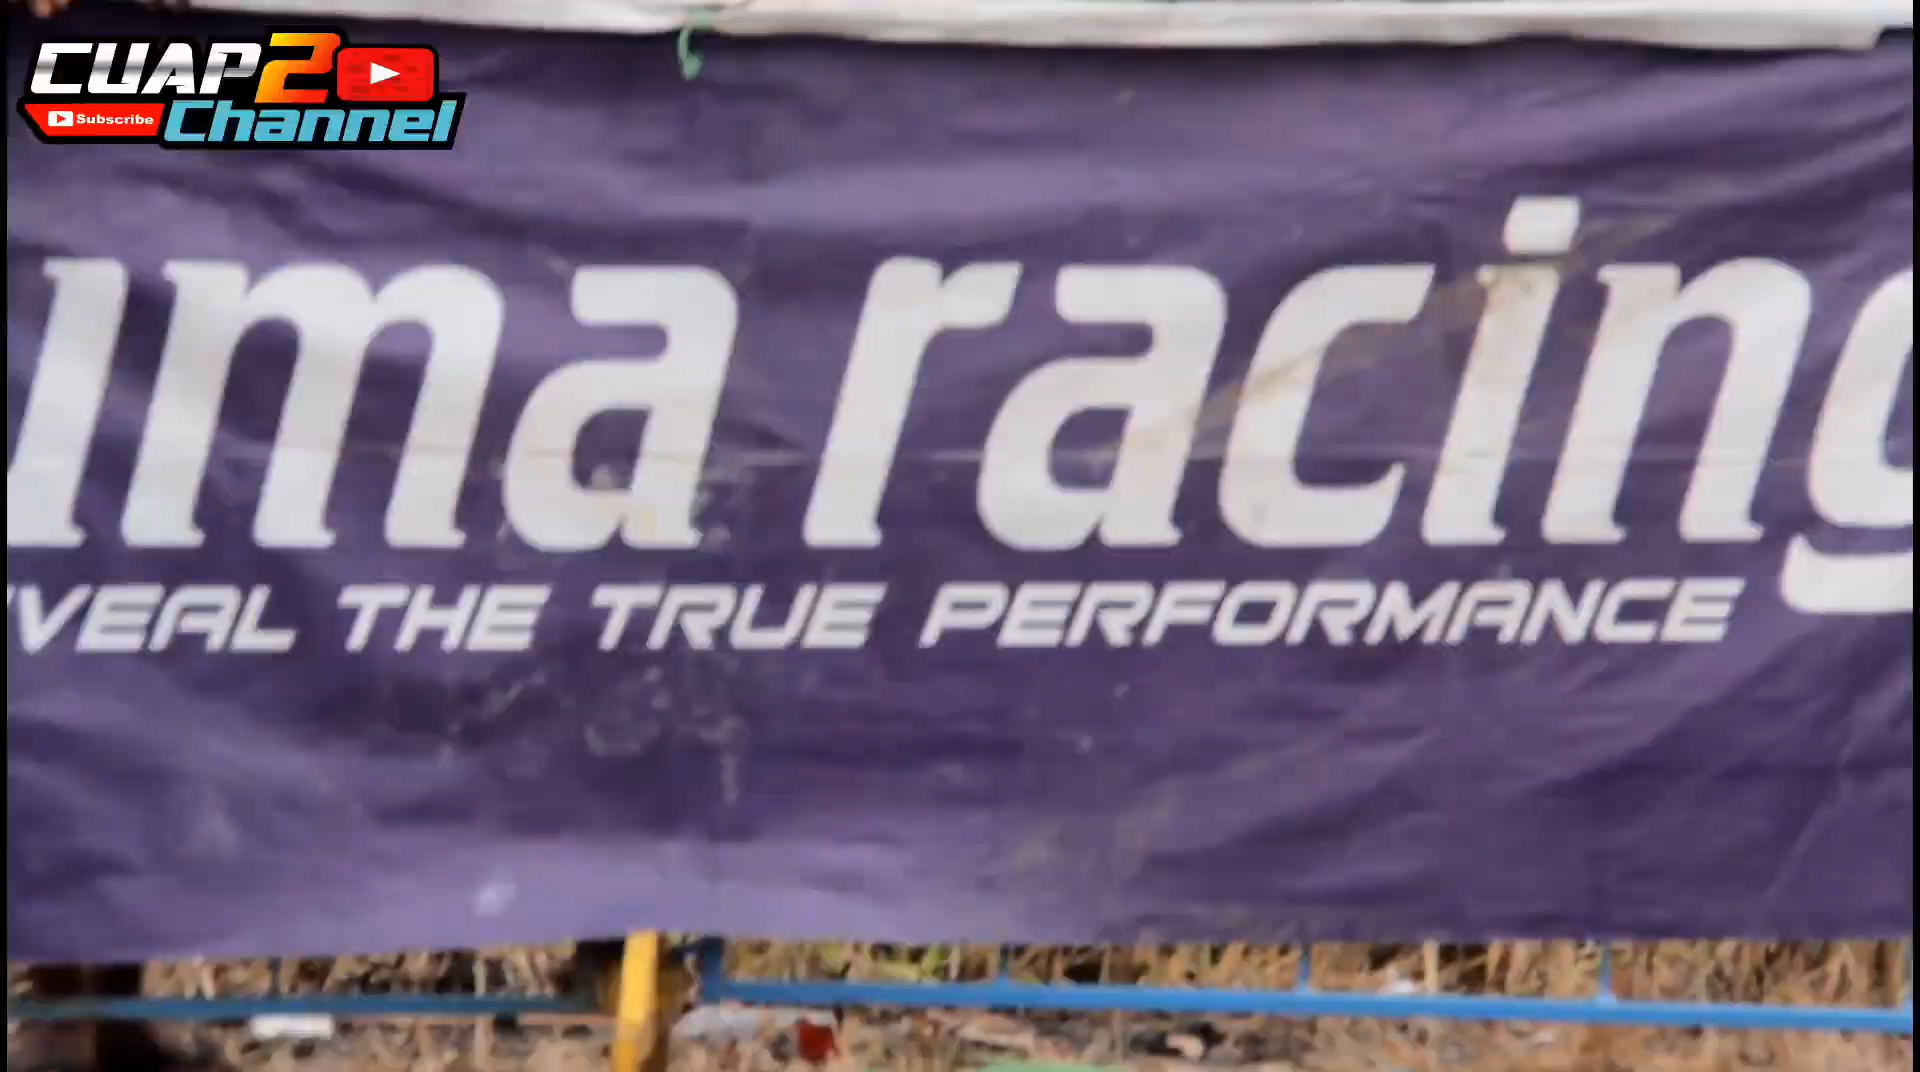 CUAP2
Subscribe
Channel
ima racing
VEAL THE TRUE PERFORMANCE